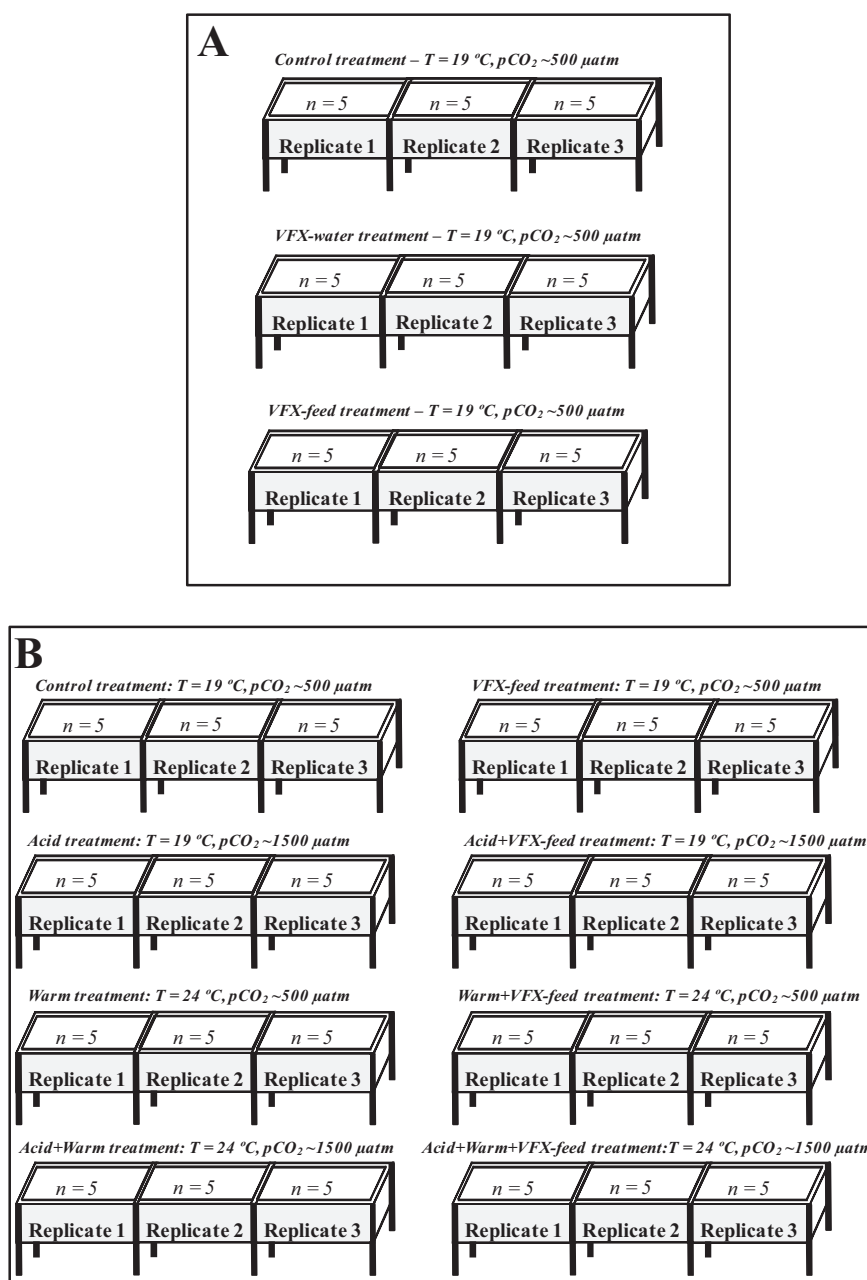 A
Control treatment – T = 19 ºC, pCO₂ ~500 µatm
n = 5 n = 5 n = 5
Replicate 1 Replicate 2 Replicate 3
VFX-water treatment – T = 19 ºC, pCO₂ ~500 µatm
n = 5 n = 5 n = 5
Replicate 1 Replicate 2 Replicate 3
VFX-feed treatment – T = 19 ºC, pCO₂ ~500 µatm
n = 5 n = 5 n = 5
Replicate 1 Replicate 2 Replicate 3
B
Control treatment: T = 19 ºC, pCO₂ ~500 µatm
n = 5 n = 5 n = 5
Replicate 1 Replicate 2 Replicate 3
VFX-feed treatment: T = 19 ºC, pCO₂ ~500 µatm
n = 5 n = 5 n = 5
Replicate 1 Replicate 2 Replicate 3
Acid treatment: T = 19 ºC, pCO₂ ~1500 µatm
n = 5 n = 5 n = 5
Replicate 1 Replicate 2 Replicate 3
Acid+VFX-feed treatment: T = 19 ºC, pCO₂ ~1500 µatm
n = 5 n = 5 n = 5
Replicate 1 Replicate 2 Replicate 3
Warm treatment: T = 24 ºC, pCO₂ ~500 µatm
n = 5 n = 5 n = 5
Replicate 1 Replicate 2 Replicate 3
Warm+VFX-feed treatment: T = 24 ºC, pCO₂ ~500 µatm
n = 5 n = 5 n = 5
Replicate 1 Replicate 2 Replicate 3
Acid+Warm treatment: T = 24 ºC, pCO₂ ~1500 µatm
n = 5 n = 5 n = 5
Replicate 1 Replicate 2 Replicate 3
Acid+Warm+VFX-feed treatment:T = 24 ºC, pCO₂ ~1500 µatm
n = 5 n = 5 n = 5
Replicate 1 Replicate 2 Replicate 3